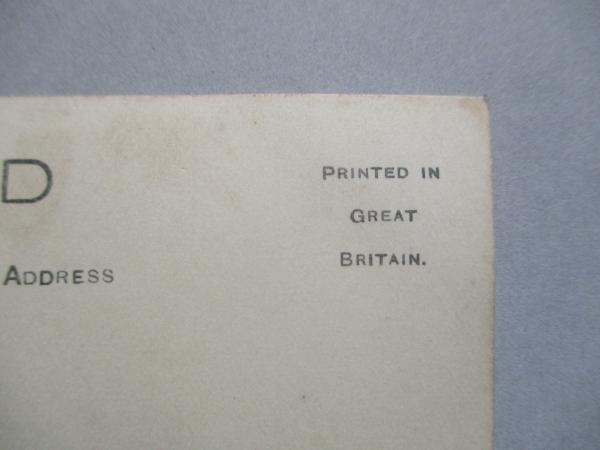 D
PRINTED IN
GREAT
BRITAIN.
ADDRESS